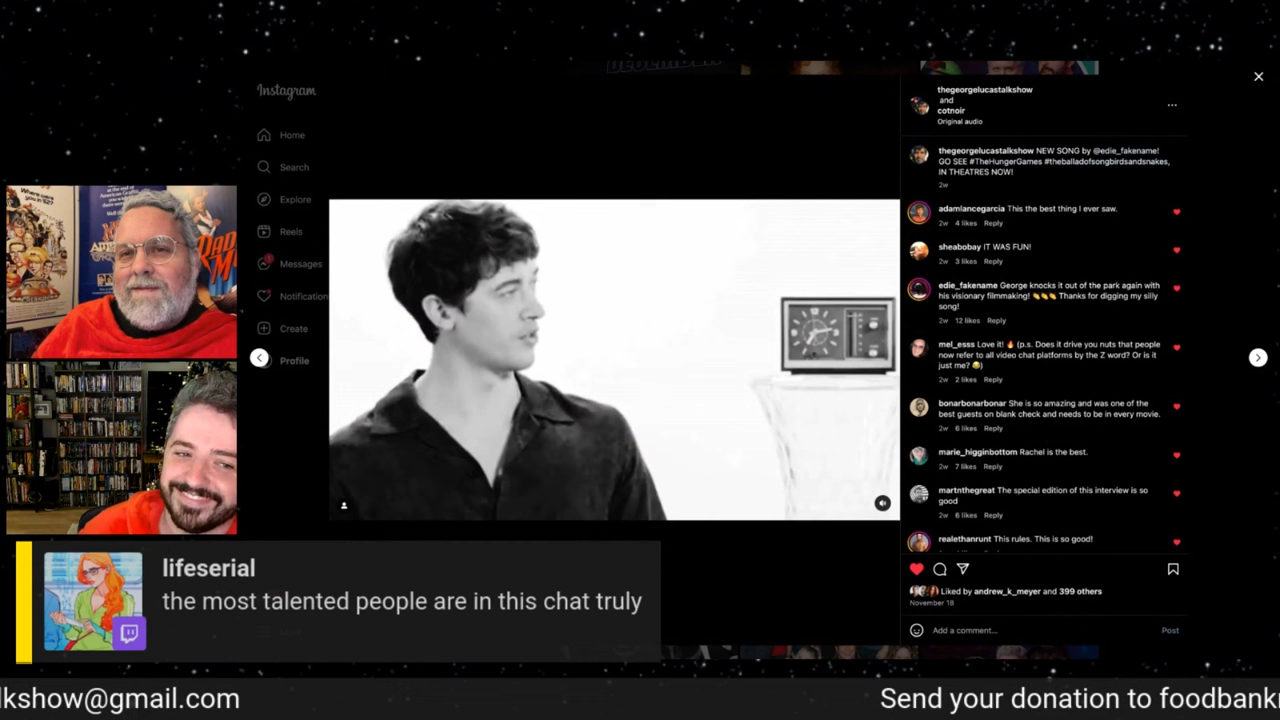 Instagram
Home
Search
Explore
Reels
Messages
Notification
Create
Profile
thegeorgelucastalkshow
and
cotnoir
Original audio
thegeorgelucastalkshow NEW SONG by @edie_fakename!
GO SEE #TheHungerGames #theballadofsongbirdsandsnakes,
IN THEATRES NOW!
2w
adamlancegarcia This the best thing I ever saw.
2w 4 likes Reply
sheabobay IT WAS FUN!
2w 3 likes Reply
edie_fakename George knocks it out of the park again with
his visionary filmmaking! 👏👏👏 Thanks for digging my silly
song!
2w 12 likes Reply
mel_esss Love it! 🔥 (p.s. Does it drive you nuts that people
now refer to all video chat platforms by the Z word? Or is it
just me? 😂)
2w 2 likes Reply
bonarbonarbonar She is so amazing and was one of the
best guests on blank check and needs to be in every movie.
2w 6 likes Reply
marie_higginbottom Rachel is the best.
2w 7 likes Reply
martnthegreat The special edition of this interview is so
good
2w 6 likes Reply
realethanrunt This rules. This is so good!
Liked by andrew_k_meyer and 399 others
November 18
Add a comment...
Post
lifeserial
the most talented people are in this chat truly
lkshow@gmail.com
Send your donation to foodbank